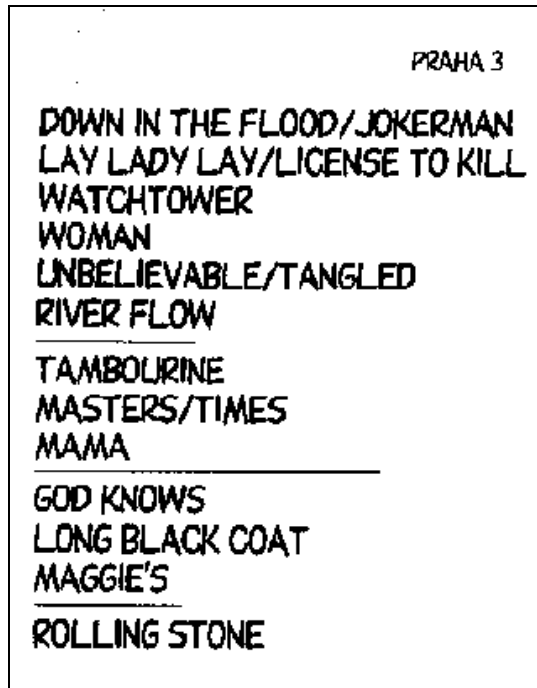 PRAHA 3
DOWN IN THE FLOOD/JOKERMAN
LAY LADY LAY/LICENSE TO KILL
WATCHTOWER
WOMAN
UNBELIEVABLE/TANGLED
RIVER FLOW
TAMBOURINE
MASTERS/TIMES
MAMA
GOD KNOWS
LONG BLACK COAT
MAGGIE'S
ROLLING STONE